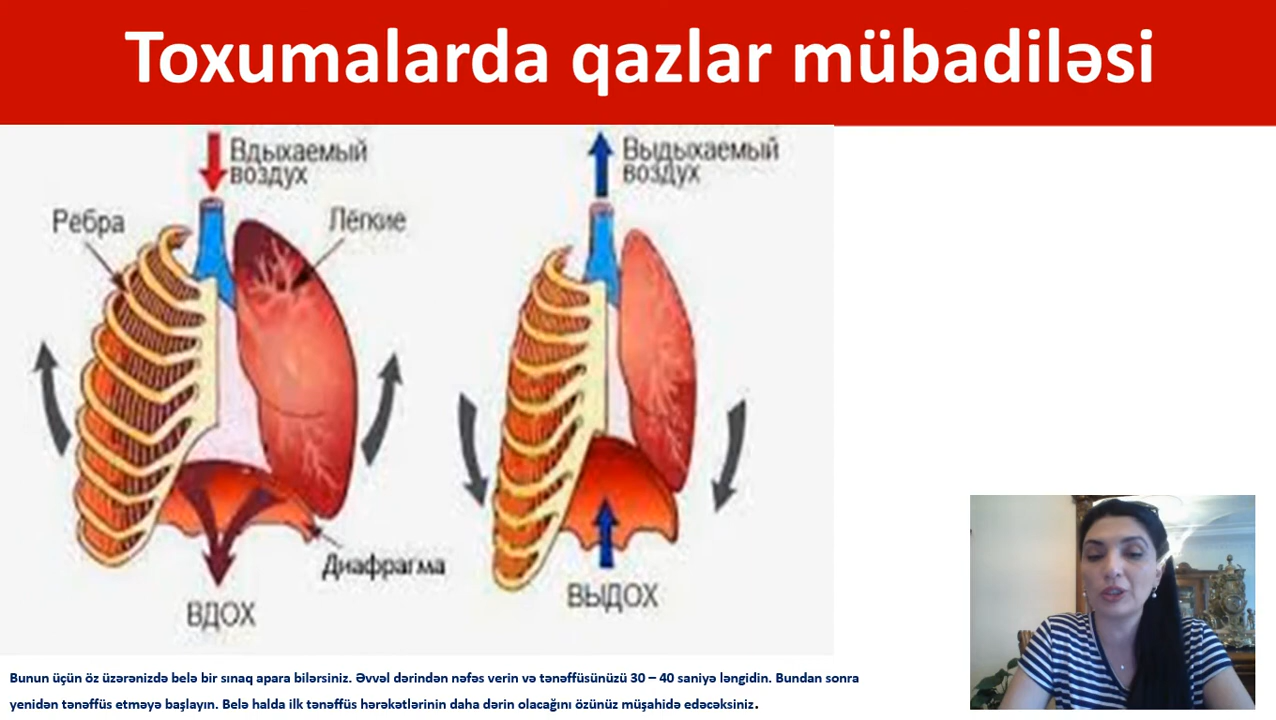 Toxumalarda qazlar mübadiləsi
Вдыхаемый
воздух
Выдыхаемый
воздух
Рёбра
Лёгкие
Диафрагма
ВДОХ
ВЫДОХ
Bunun üçün öz üzərənizdə belə bir sınaq apara bilərsiniz. Əvvəl dərindən nəfəs verin və tənəffüsünüzü 30 – 40 saniyə ləngidin. Bundan sonra
yenidən tənəffüs etməyə başlayın. Belə halda ilk tənəffüs hərəkətlərinin daha dərin olacağını özünüz müşahidə edəcəksiniz.